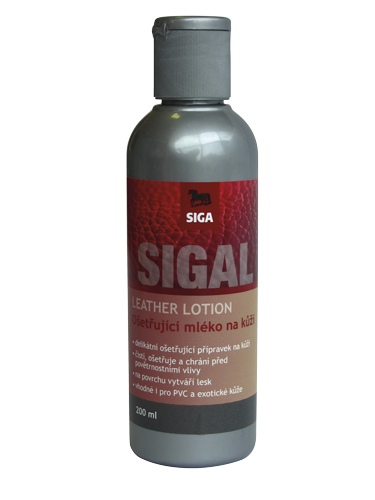 SIGA
SIGAL
LEATHER LOTION
Ošetřující mléko na kůži
• delikátní ošetřující přípravek na kůži
• čistí, ošetřuje a chrání před
povětrnostními vlivy
• na povrchu vytváří lesk
• vhodné i pro PVC a exotické kůže
200 ml